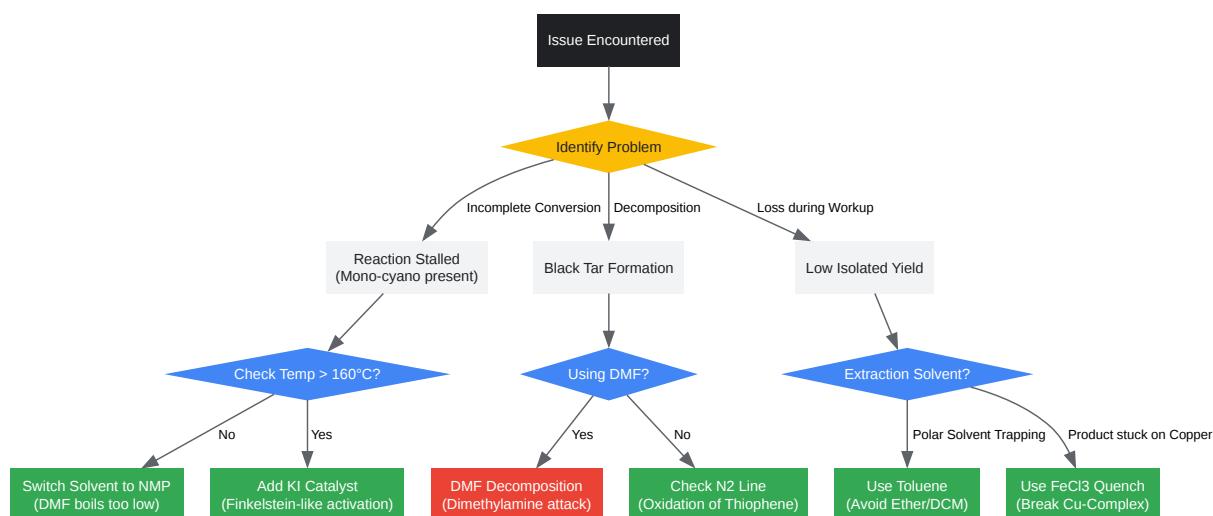 Issue Encountered
Identify Problem
Incomplete Conversion
Decomposition
Loss during Workup
Reaction Stalled
(Mono-cyano present)
Black Tar Formation
Low Isolated Yield
Check Temp > 160°C?
Using DMF?
Extraction Solvent?
No
Yes
Yes
No
Polar Solvent Trapping
Product stuck on Copper
Switch Solvent to NMP
(DMF boils too low)
Add KI Catalyst
(Finkelstein-like activation)
DMF Decomposition
(Dimethylamine attack)
Check N2 Line
(Oxidation of Thiophene)
Use Toluene
(Avoid Ether/DCM)
Use FeCl3 Quench
(Break Cu-Complex)